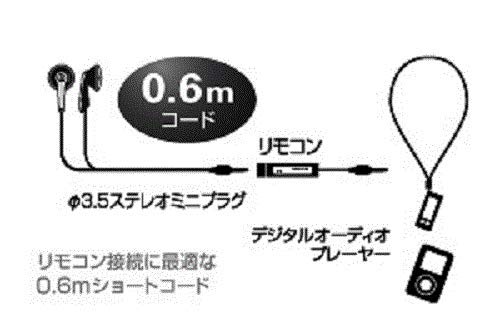 0.6m
コード
リモコン
φ3.5ステレオミニプラグ
デジタルオーディオ
プレーヤー
リモコン接続に最適な
0.6mショートコード